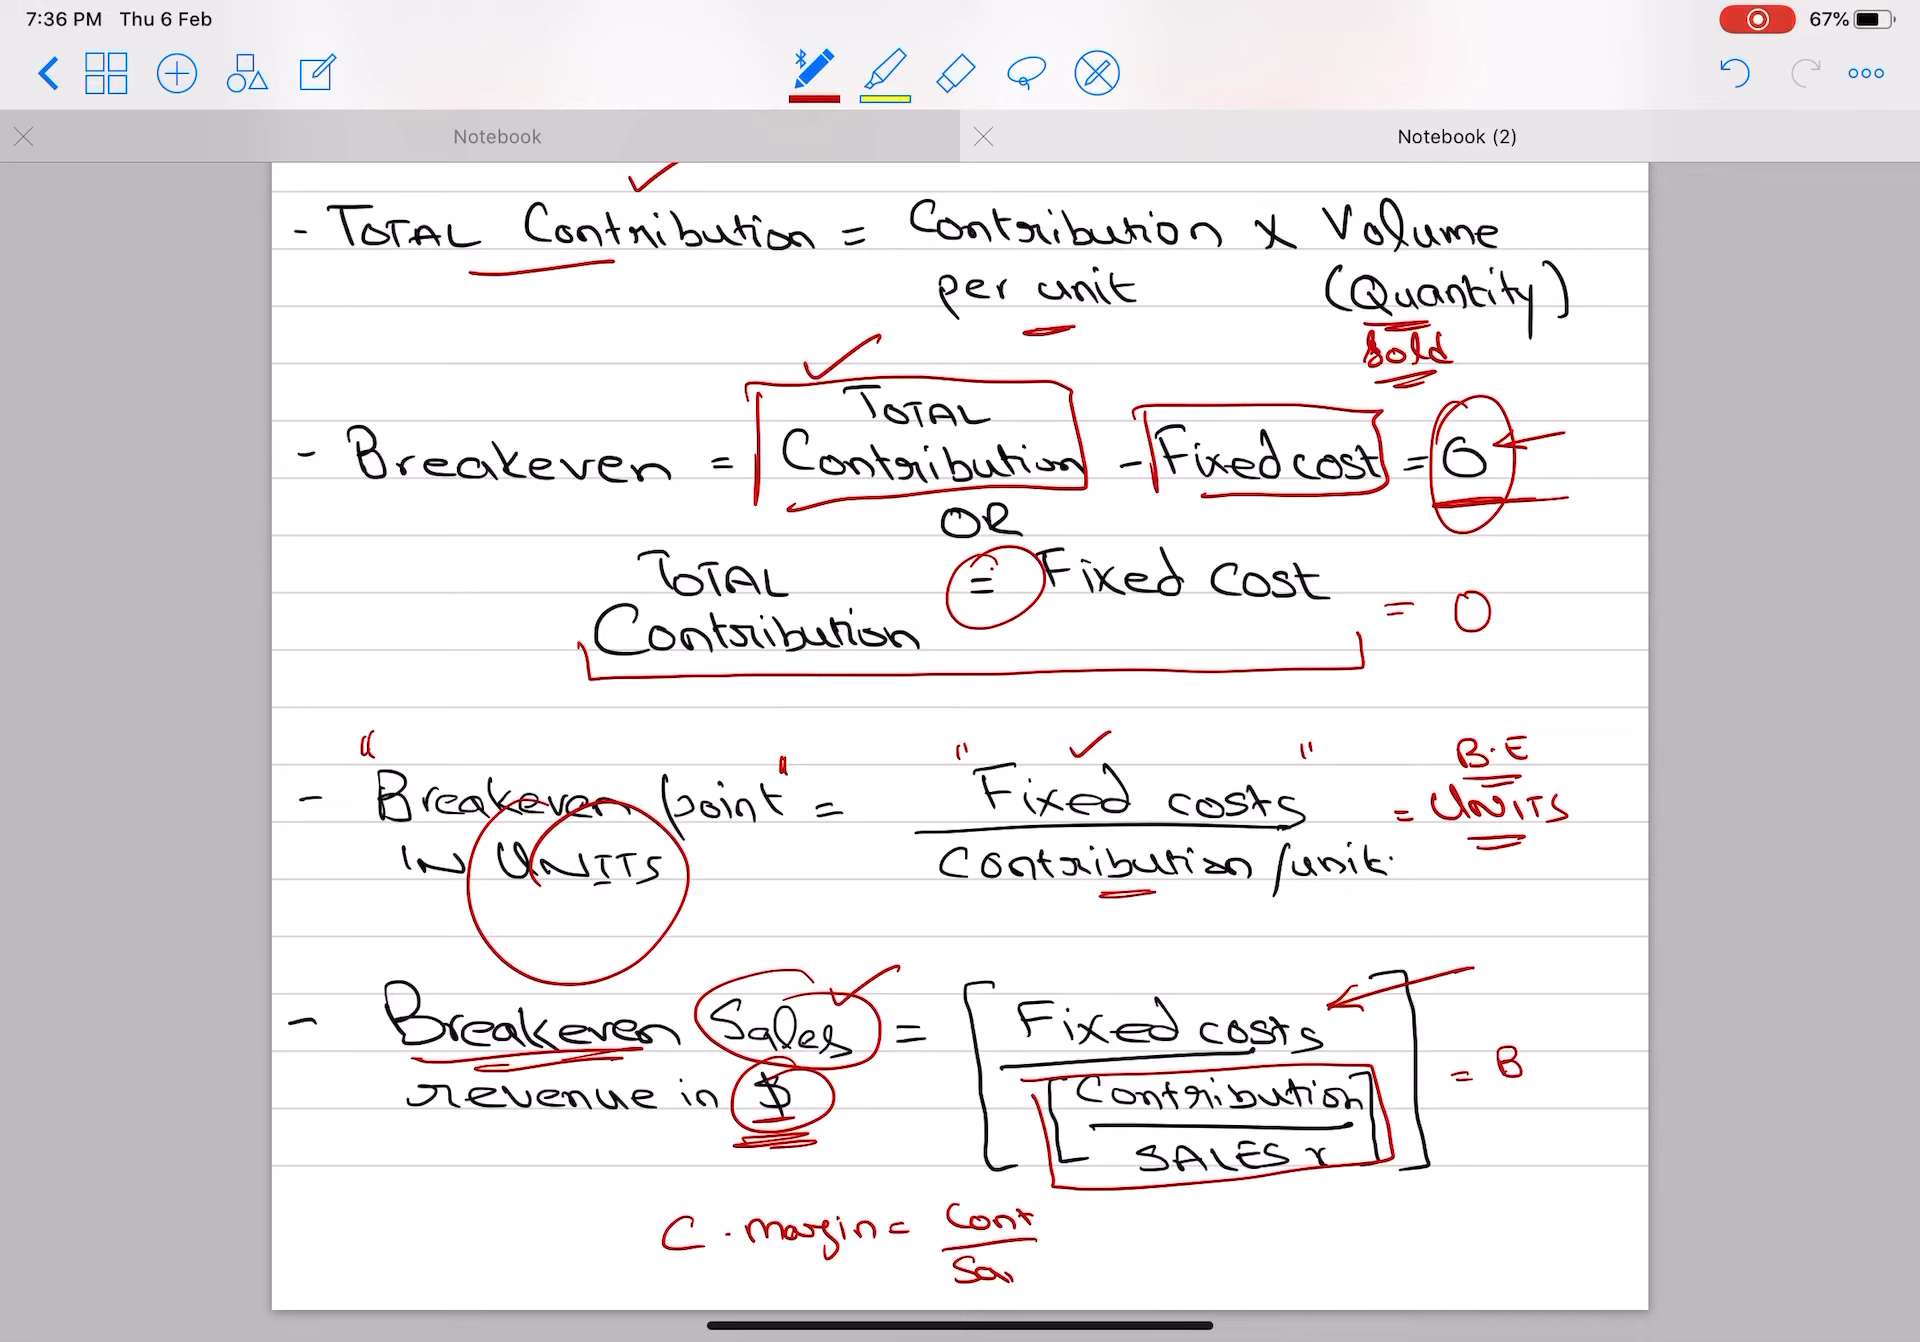 7:36 PM Thu 6 Feb
67%
Notebook
Notebook (2)
- TOTAL Contribution = Contribution x Volume
per unit (Quantity)
sold
TOTAL
- Breakeven = Contribution - Fixed cost = 0
OR
TOTAL = Fixed cost = 0
Contribution
B.E
- "Breakeven point" = "Fixed costs" = UNITS
IN UNITS Contribution/unit.
- Breakeven Sales = [Fixed costs] = B
revenue in $ [Contribution]
SALES r
C. margin = Cont
Sa